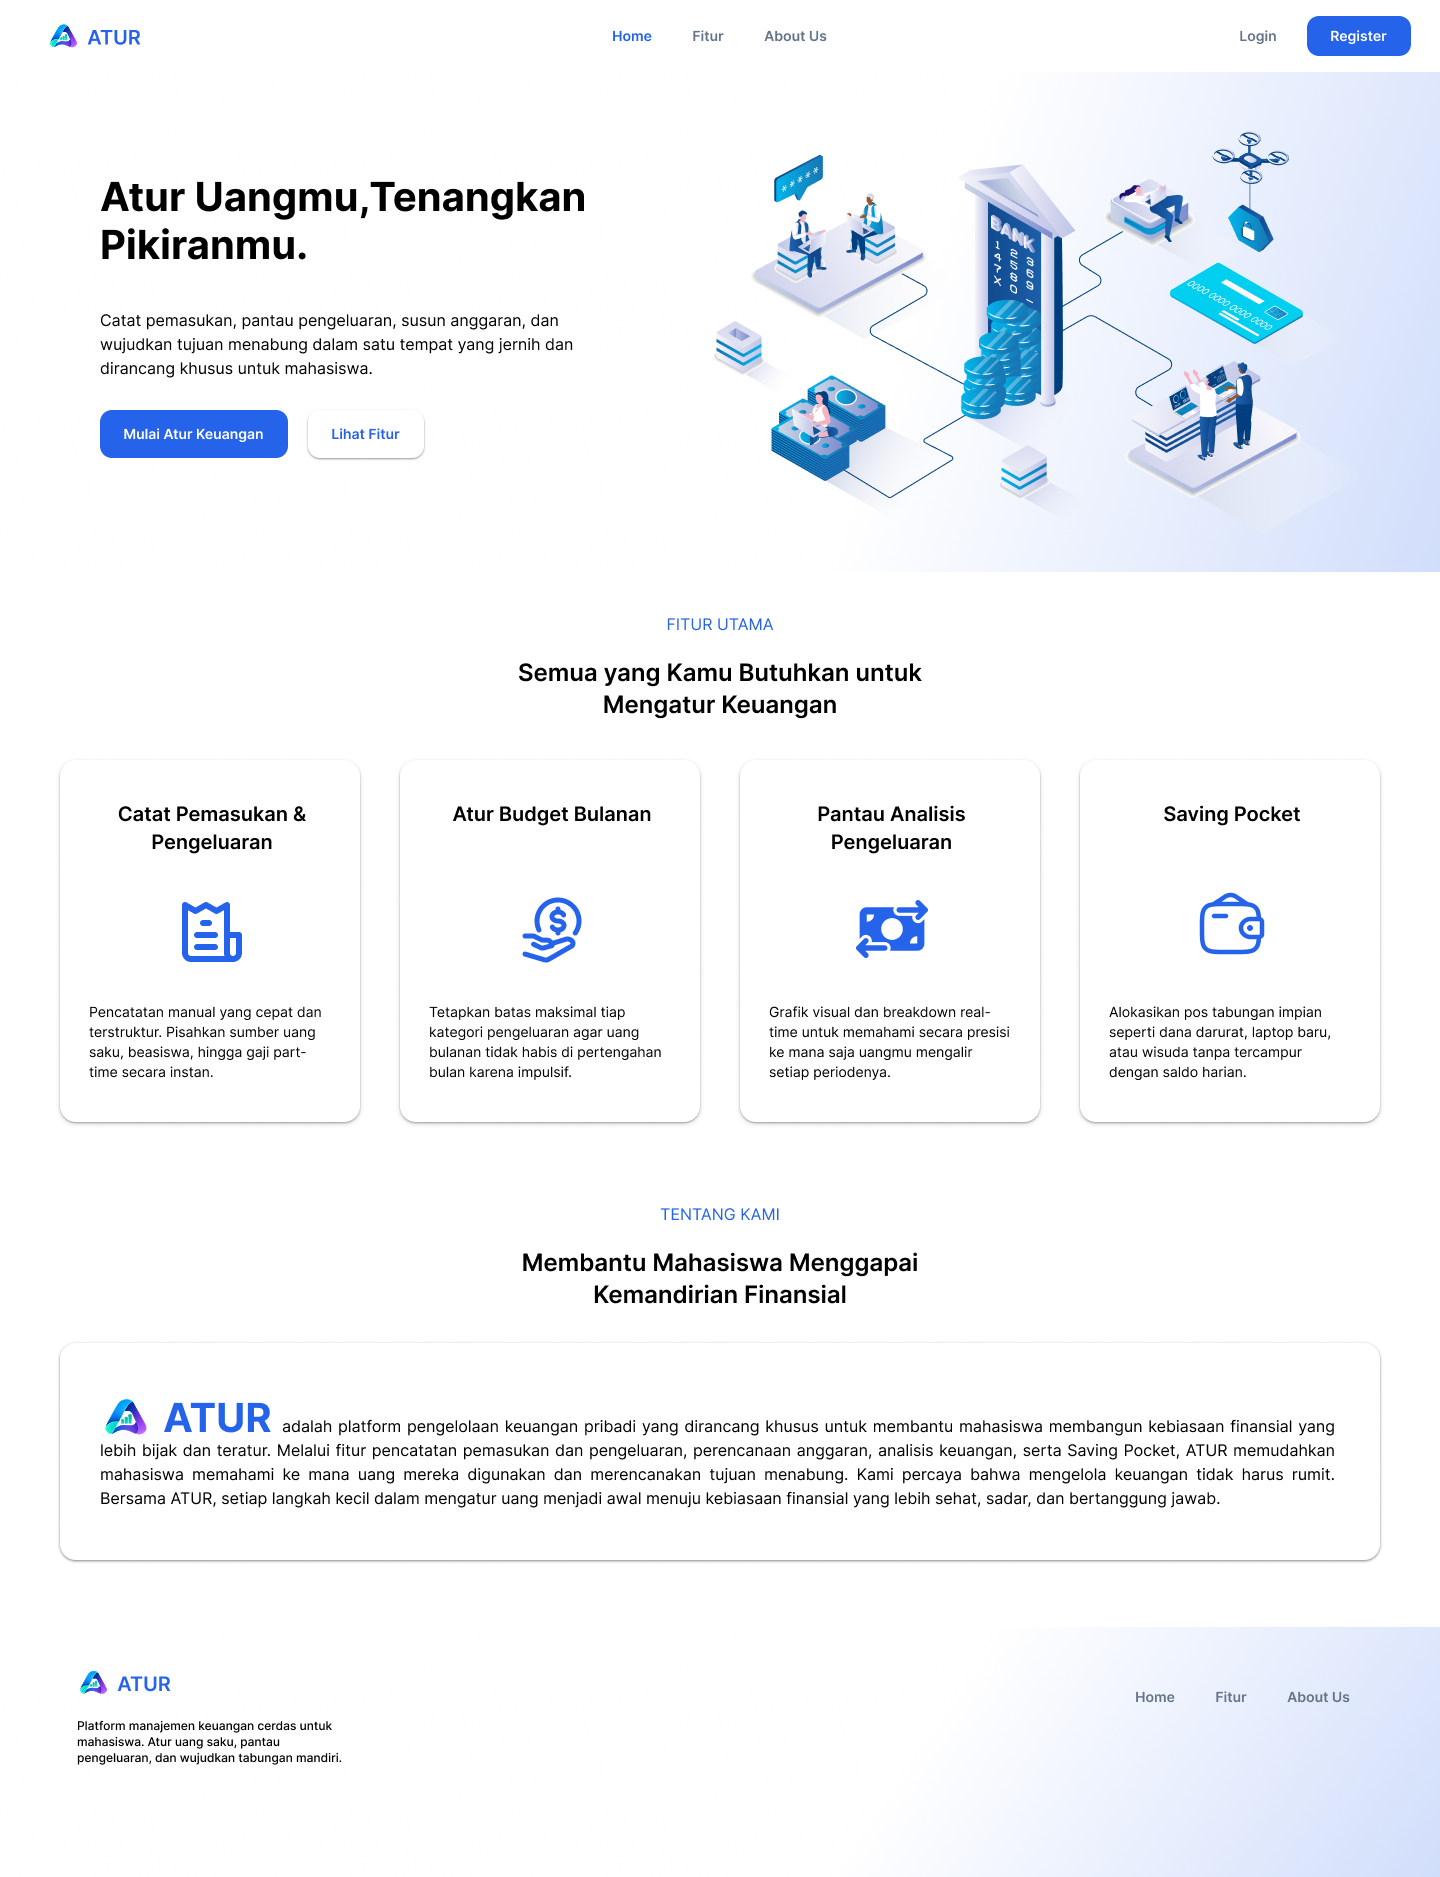 ATUR
Home
Fitur
About Us
Login
Register
Atur Uangmu,Tenangkan
Pikiranmu.
Catat pemasukan, pantau pengeluaran, susun anggaran, dan
wujudkan tujuan menabung dalam satu tempat yang jernih dan
dirancang khusus untuk mahasiswa.
Mulai Atur Keuangan
Lihat Fitur
*****
BANK
0000 0000 0000 0000
FITUR UTAMA
Semua yang Kamu Butuhkan untuk
Mengatur Keuangan
Catat Pemasukan &
Pengeluaran
Pencatatan manual yang cepat dan
terstruktur. Pisahkan sumber uang
saku, beasiswa, hingga gaji part-
time secara instan.
Atur Budget Bulanan
$
Tetapkan batas maksimal tiap
kategori pengeluaran agar uang
bulanan tidak habis di pertengahan
bulan karena impulsif.
Pantau Analisis
Pengeluaran
Grafik visual dan breakdown real-
time untuk memahami secara presisi
ke mana saja uangmu mengalir
setiap periodenya.
Saving Pocket
Alokasikan pos tabungan impian
seperti dana darurat, laptop baru,
atau wisuda tanpa tercampur
dengan saldo harian.
TENTANG KAMI
Membantu Mahasiswa Menggapai
Kemandirian Finansial
ATUR adalah platform pengelolaan keuangan pribadi yang dirancang khusus untuk membantu mahasiswa membangun kebiasaan finansial yang
lebih bijak dan teratur. Melalui fitur pencatatan pemasukan dan pengeluaran, perencanaan anggaran, analisis keuangan, serta Saving Pocket, ATUR memudahkan
mahasiswa memahami ke mana uang mereka digunakan dan merencanakan tujuan menabung. Kami percaya bahwa mengelola keuangan tidak harus rumit.
Bersama ATUR, setiap langkah kecil dalam mengatur uang menjadi awal menuju kebiasaan finansial yang lebih sehat, sadar, dan bertanggung jawab.
ATUR
Platform manajemen keuangan cerdas untuk
mahasiswa. Atur uang saku, pantau
pengeluaran, dan wujudkan tabungan mandiri.
Home
Fitur
About Us